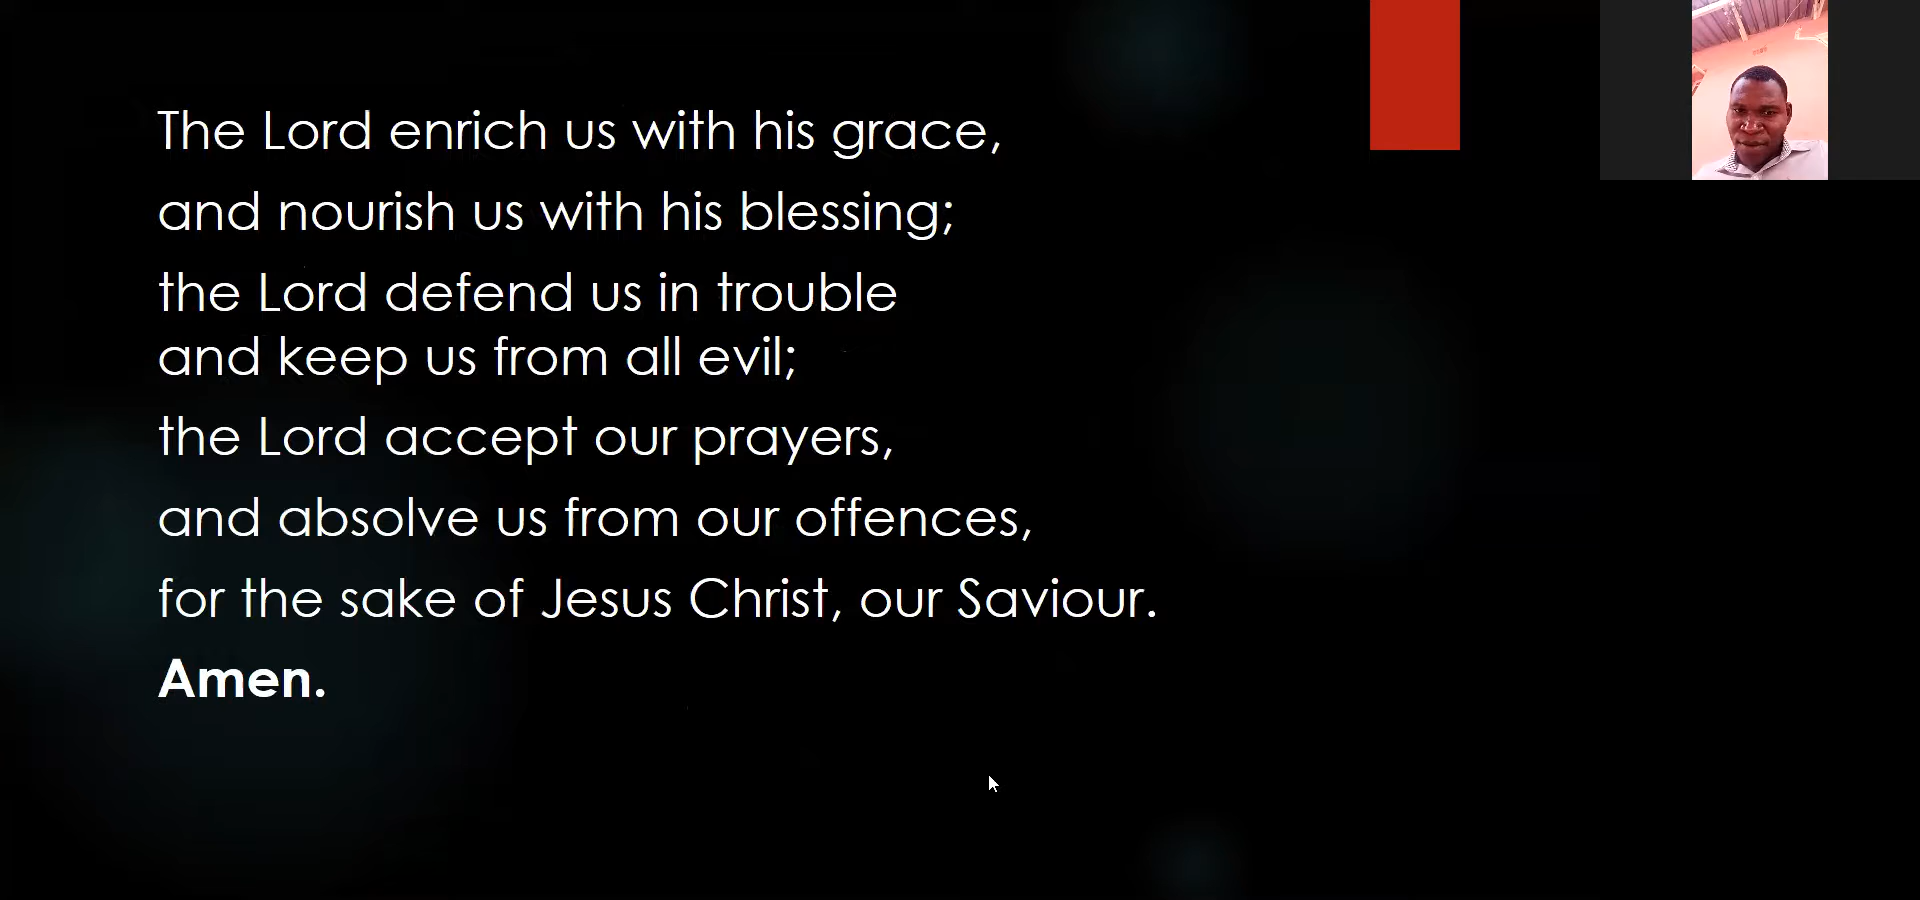 The Lord enrich us with his grace,
and nourish us with his blessing;
the Lord defend us in trouble
and keep us from all evil;
the Lord accept our prayers,
and absolve us from our offences,
for the sake of Jesus Christ, our Saviour.
Amen.